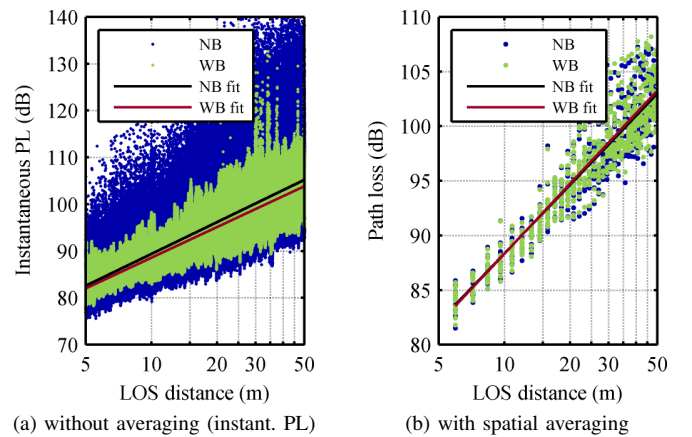 140
130
120
110
100
90
80
70
Instantaneous PL (dB)
NB
WB
NB fit
WB fit
5
10
20
30
40
50
LOS distance (m)
(a) without averaging (instant. PL)
110
105
100
95
90
85
80
Path loss (dB)
NB
WB
NB fit
WB fit
5
10
20
30
40
50
LOS distance (m)
(b) with spatial averaging